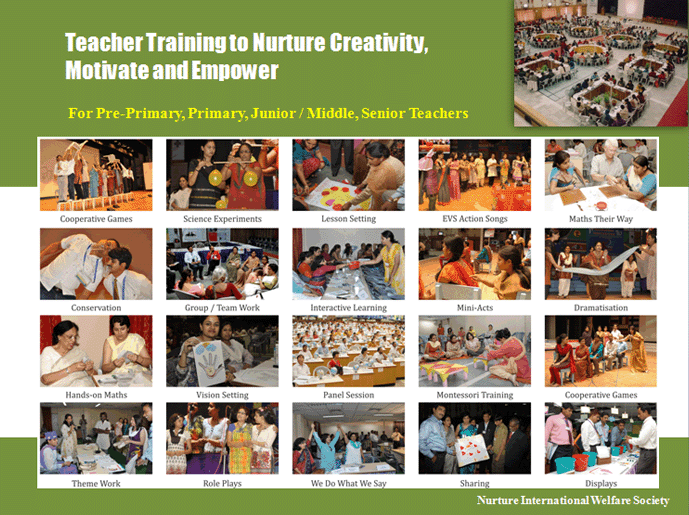 Teacher Training to Nurture Creativity,
Motivate and Empower
For Pre-Primary, Primary, Junior / Middle, Senior Teachers
Cooperative Games
Science Experiments
Lesson Setting
EVS Action Songs
Maths Their Way
Conservation
Group / Team Work
Interactive Learning
Mini-Acts
Dramatisation
Hands-on Maths
Vision Setting
Panel Session
Montessori Training
Cooperative Games
Theme Work
Role Plays
We Do What We Say
Sharing
Displays
Nurture International Welfare Society